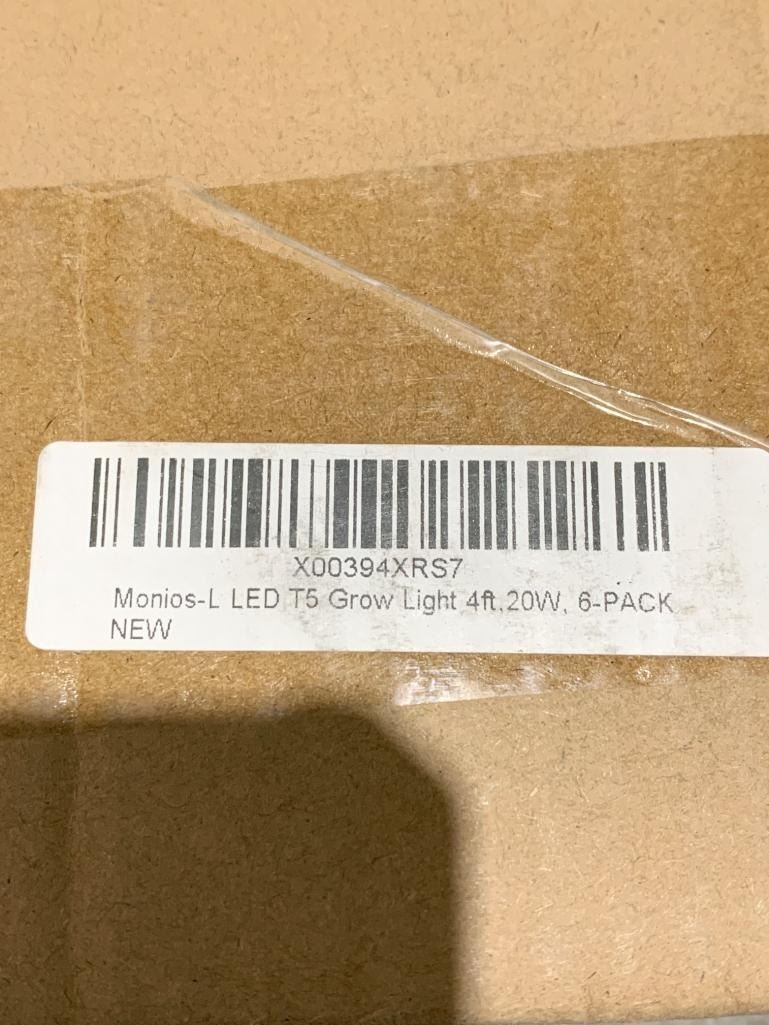 X00394XRS7
Monios-L LED T5 Grow Light 4ft,20W, 6-PACK
NEW